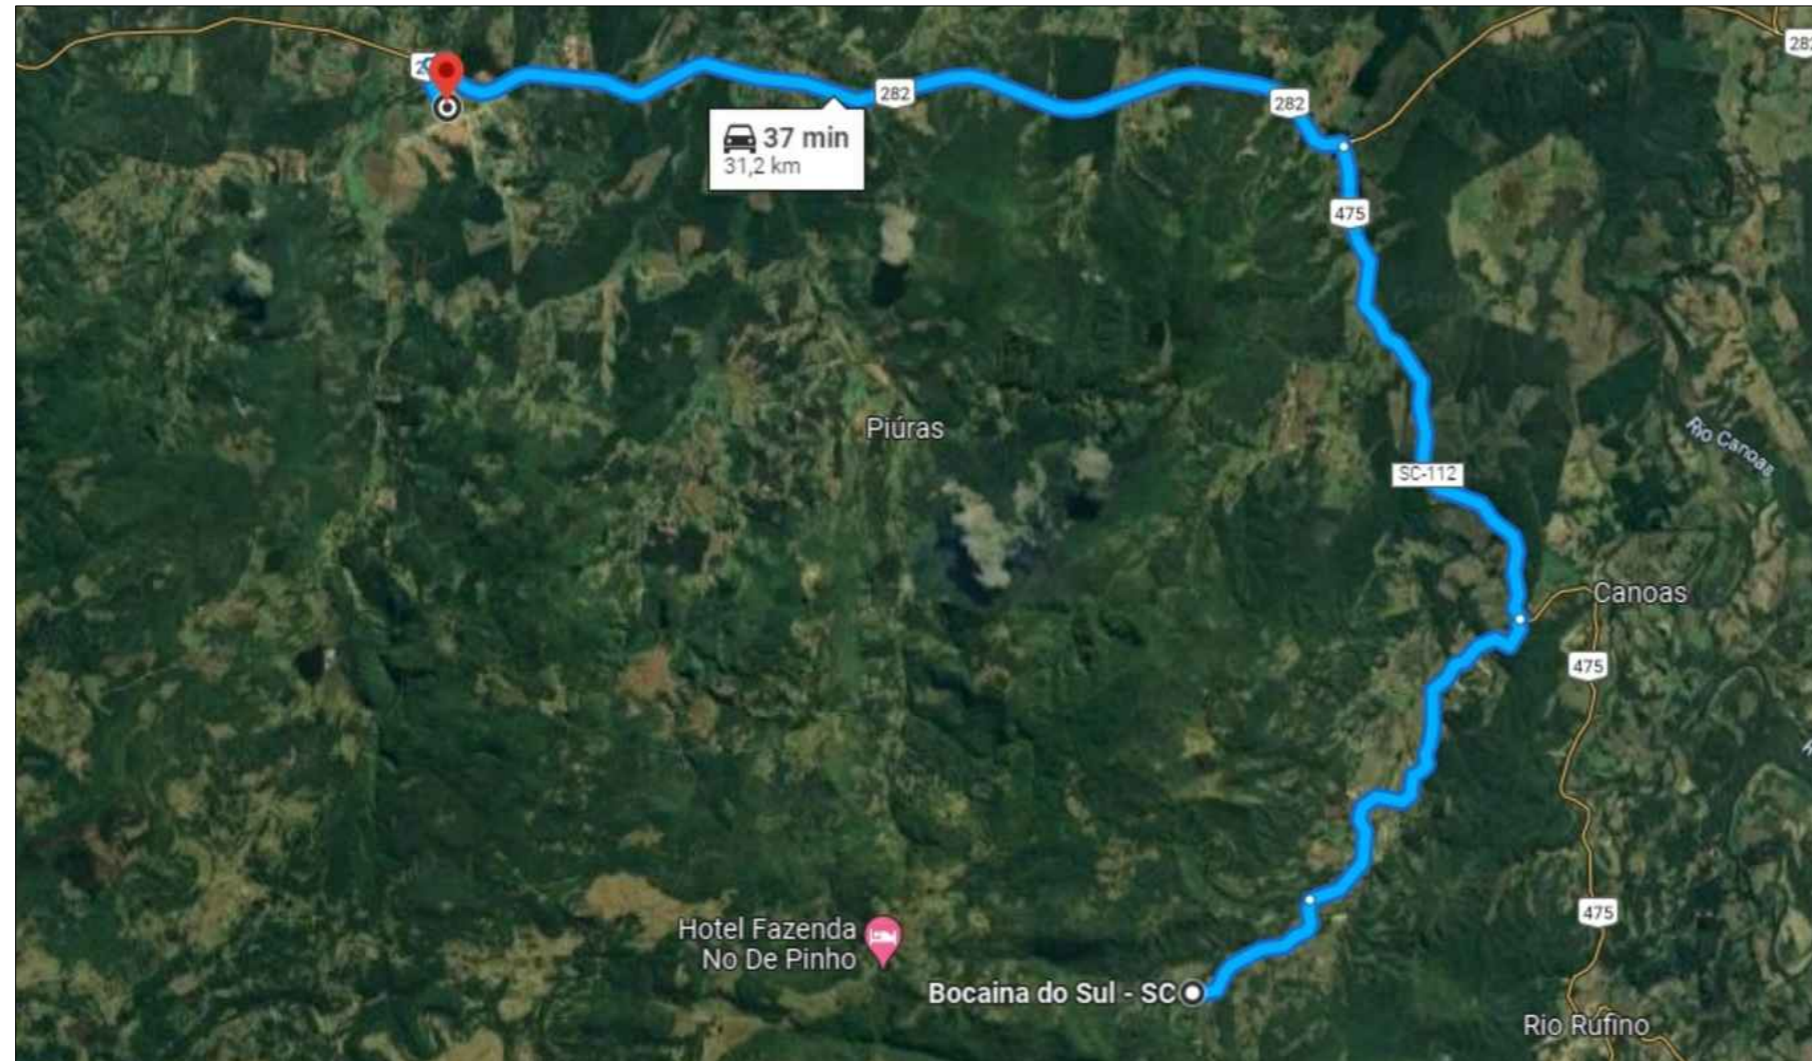 282
282
282
37 min
31,2 km
475
Piúras
Rio Canoas
SC-112
Canoas
475
475
Hotel Fazenda
No De Pinho
Bocaina do Sul - SC
Rio Rufino